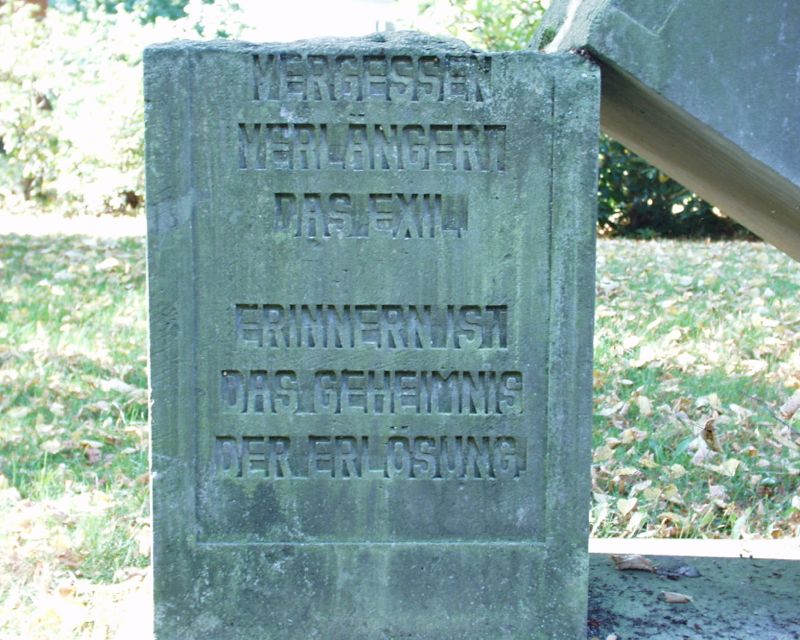 VERGESSEN
VERLÄNGERT
DAS EXIL
ERINNERN IST
DAS GEHEIMNIS
DER ERLÖSUNG